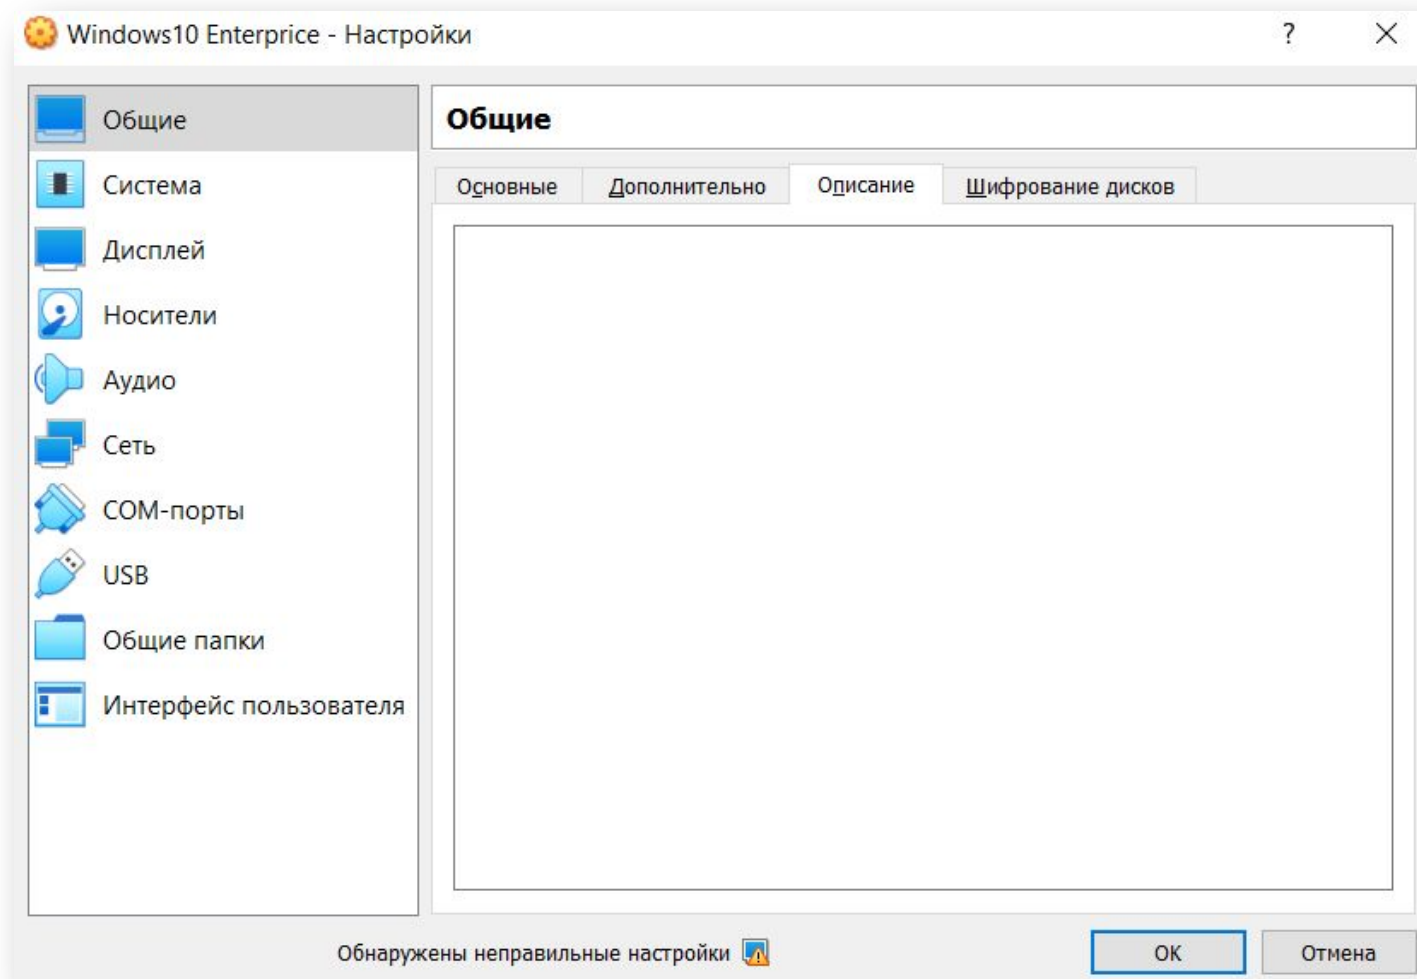 Windows10 Enterprice - Настройки
?
Общие
Система
Дисплей
Носители
Аудио
Сеть
COM-порты
USB
Общие папки
Интерфейс пользователя
Общие
Основные
Дополнительно
Описание
Шифрование дисков
Обнаружены неправильные настройки
OK
Отмена